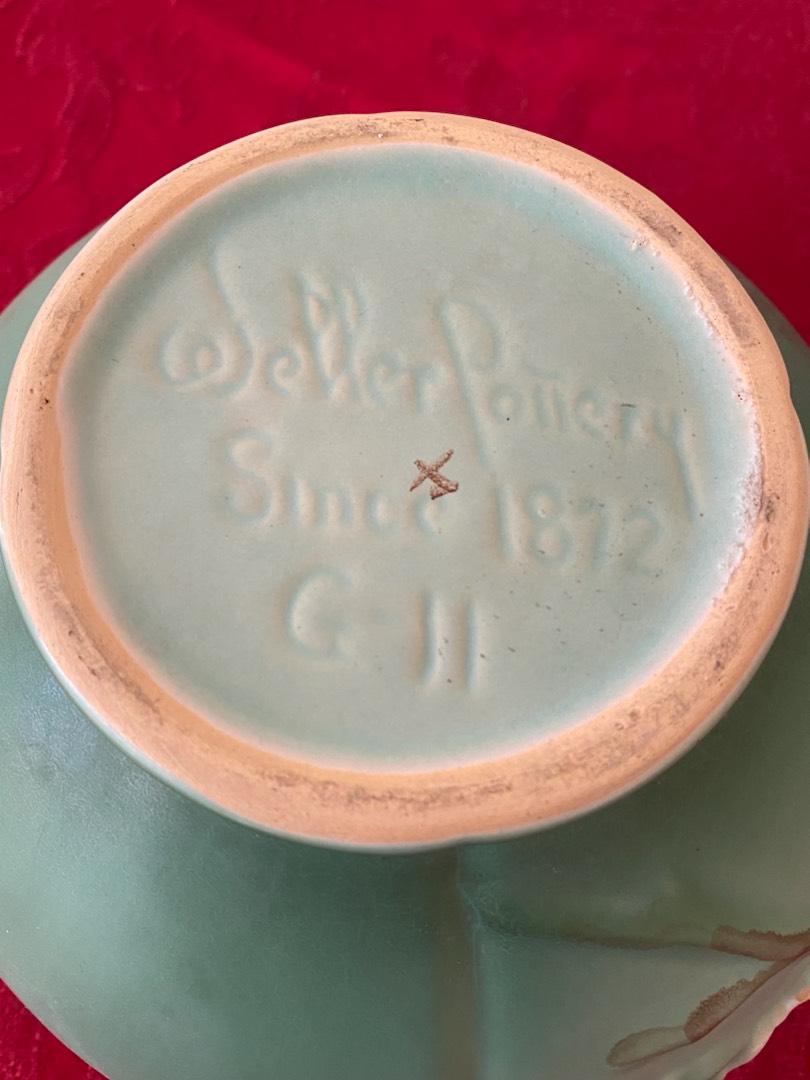 Weller Pottery
Since 1872
G-11